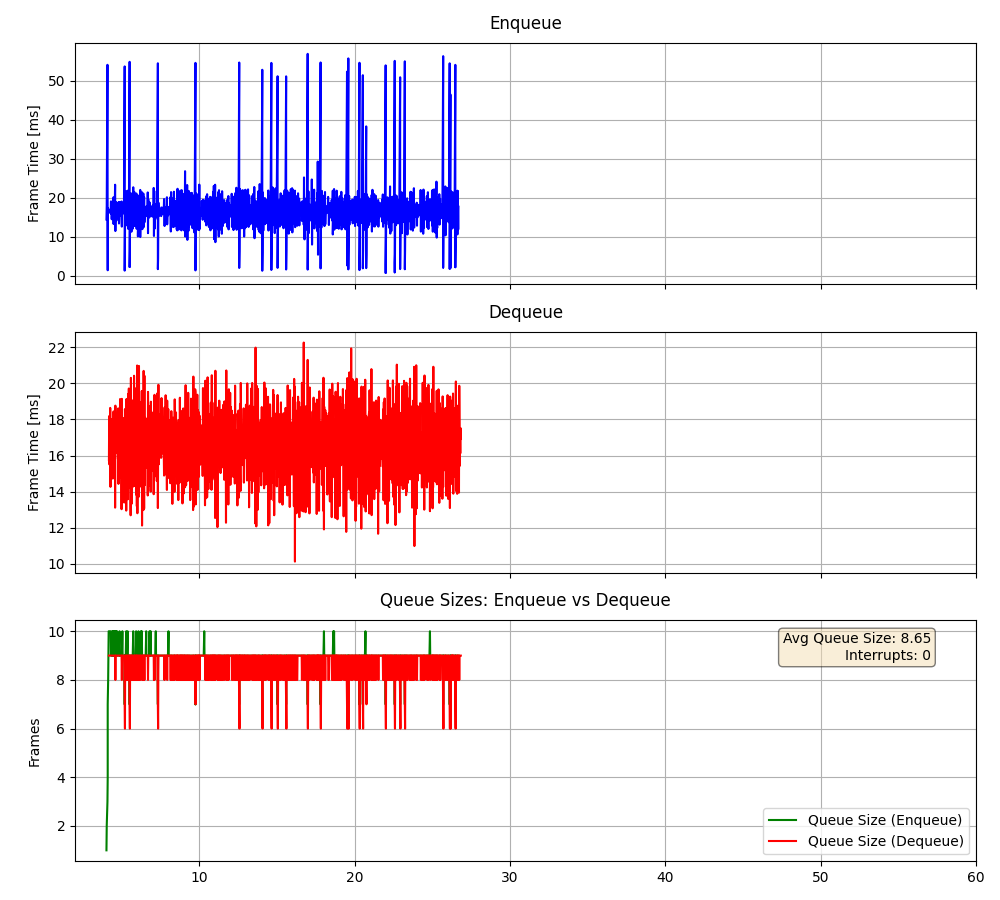 Enqueue
Frame Time [ms]
50
40
30
20
10
0
Dequeue
Frame Time [ms]
22
20
18
16
14
12
10
Queue Sizes: Enqueue vs Dequeue
Frames
10
8
6
4
2
Avg Queue Size: 8.65
Interrupts: 0
Queue Size (Enqueue)
Queue Size (Dequeue)
10
20
30
40
50
60